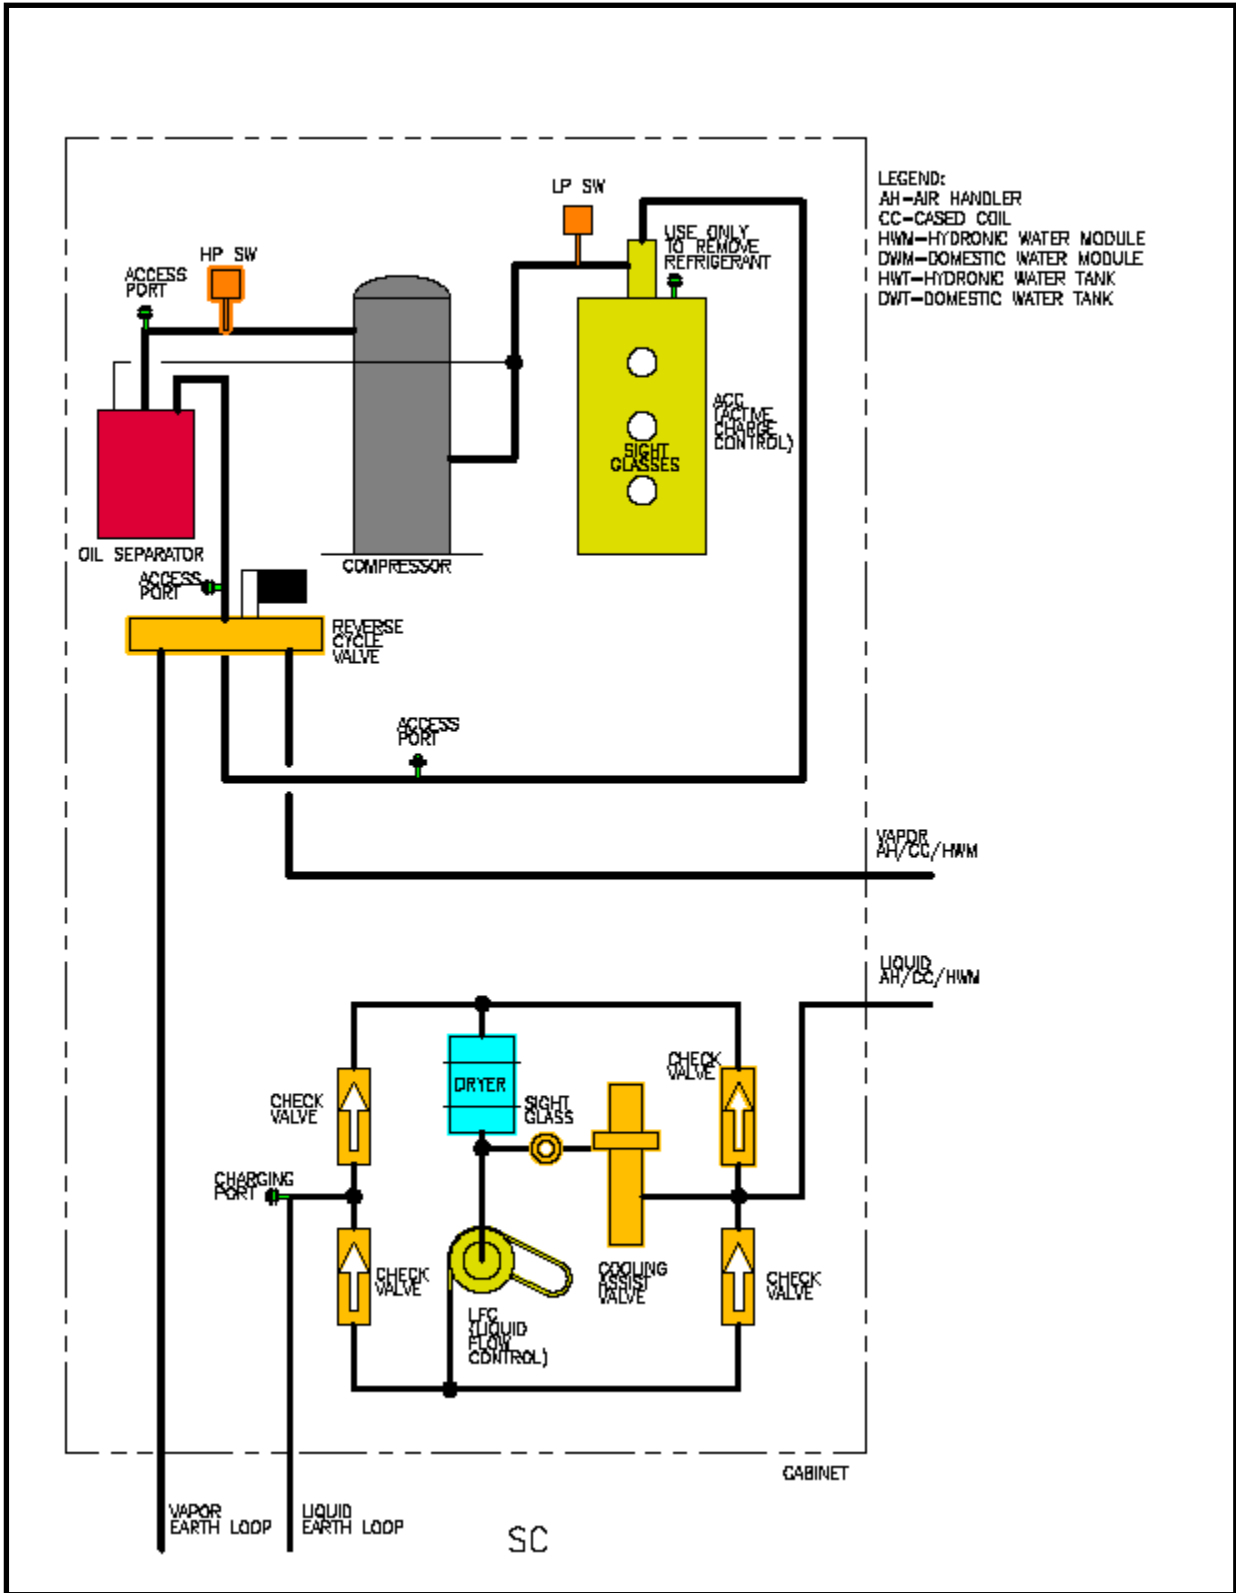 LEGEND:
AH-AIR HANDLER
CC-CASED COIL
HWM-HYDRONIC WATER MODULE
DWM-DOMESTIC WATER MODULE
HWT-HYDRONIC WATER TANK
DWT-DOMESTIC WATER TANK
LP SW
USE ONLY
TO REMOVE
REFRIGERANT
HP SW
ACCESS
PORT
ACC
(ACTIVE
CHARGE
CONTROL)
SIGHT
GLASSES
OIL SEPARATOR
COMPRESSOR
ACCESS
PORT
REVERSE
CYCLE
VALVE
ACCESS
PORT
VAPOR
AH/CC/HWM
LIQUID
AH/CC/HWM
CHECK
VALVE
DRYER
SIGHT
GLASS
CHECK
VALVE
CHARGING
PORT
CHECK
VALVE
COOLING
ASSIST
VALVE
CHECK
VALVE
LFC
(LIQUID
FLOW
CONTROL)
CABINET
VAPOR
EARTH LOOP
LIQUID
EARTH LOOP
SC